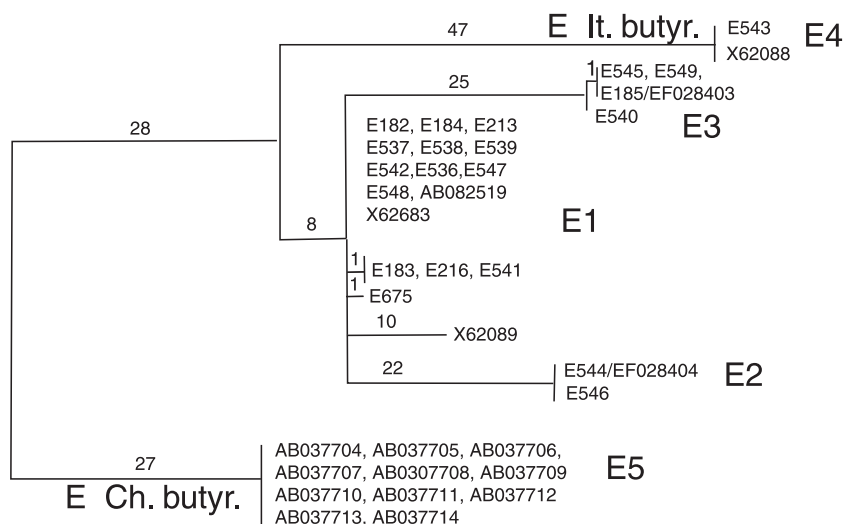 47 E It. butyr. E543 E4
X62088
1 E545, E549,
25 E185/EF028403
E540 E3
28 E182, E184, E213
E537, E538, E539
E542,E536,E547
E548, AB082519
8 X62683 E1
1 E183, E216, E541
1 E675
10 X62089
22 E544/EF028404 E2
E546
27 AB037704, AB037705, AB037706, E5
AB037707, AB0307708, AB037709
E Ch. butyr. AB037710, AB037711, AB037712
AB037713, AB037714